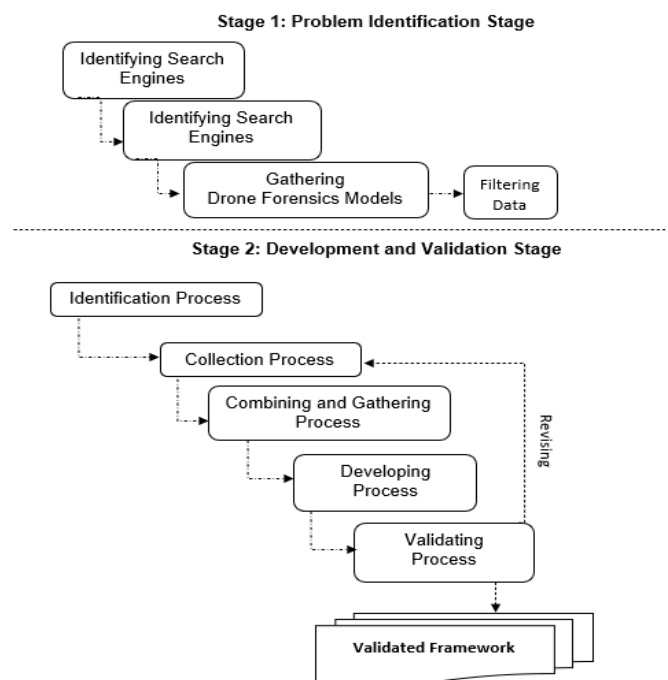 Stage 1: Problem Identification Stage
Identifying Search
Engines
Identifying Search
Engines
Gathering
Drone Forensics Models
Filtering
Data
Stage 2: Development and Validation Stage
Identification Process
Collection Process
Combining and Gathering
Process
Revising
Developing
Process
Validating
Process
Validated Framework